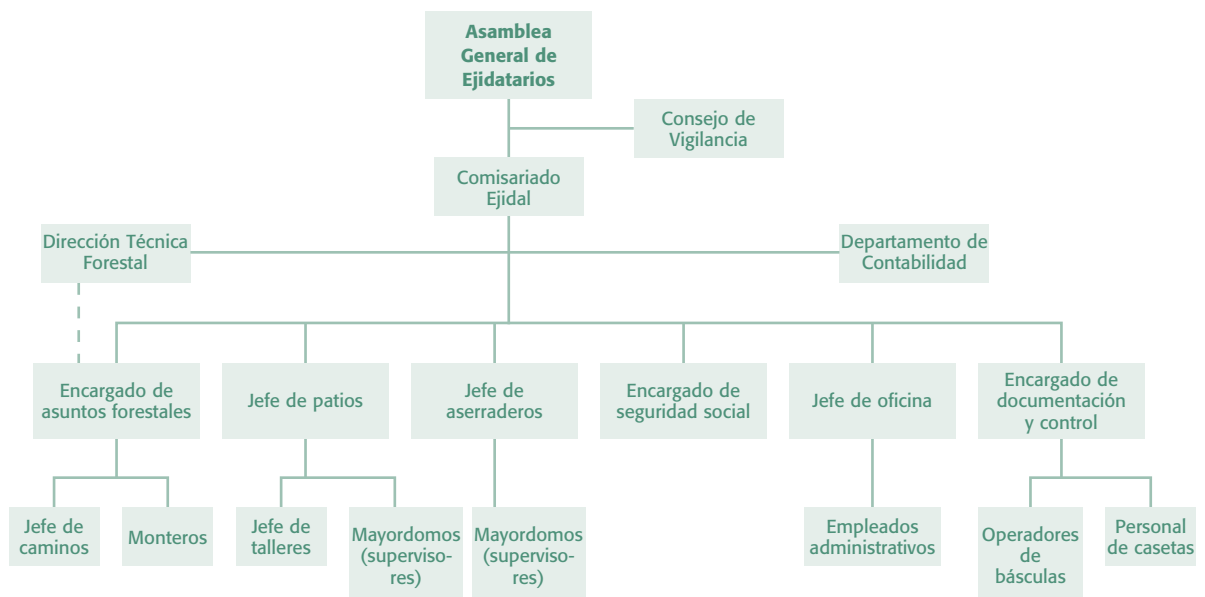 Asamblea
General de
Ejidatarios
Consejo de
Vigilancia
Comisariado
Ejidal
Dirección Técnica
Forestal
Departamento de
Contabilidad
Encargado de
asuntos forestales
Jefe de patios
Jefe de
aserraderos
Encargado de
seguridad social
Jefe de oficina
Encargado de
documentación
y control
Jefe de
caminos
Monteros
Jefe de
talleres
Mayordomos
(superviso-
res)
Mayordomos
(superviso-
res)
Empleados
administrativos
Operadores
de
básculas
Personal
de casetas